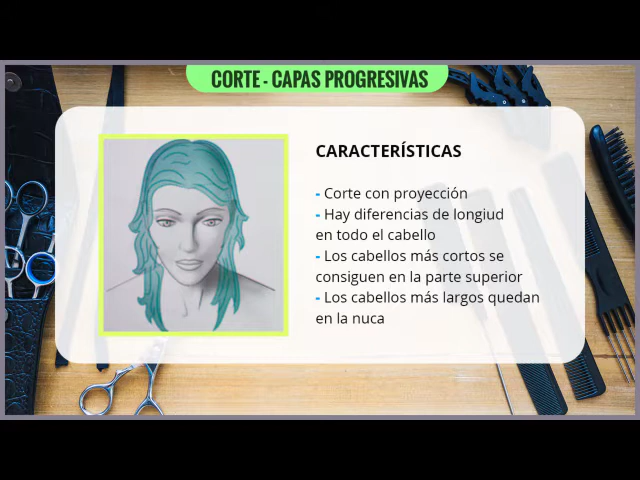 CORTE - CAPAS PROGRESIVAS
CARACTERÍSTICAS
- Corte con proyección
- Hay diferencias de longiud
en todo el cabello
- Los cabellos más cortos se
consiguen en la parte superior
- Los cabellos más largos quedan
en la nuca